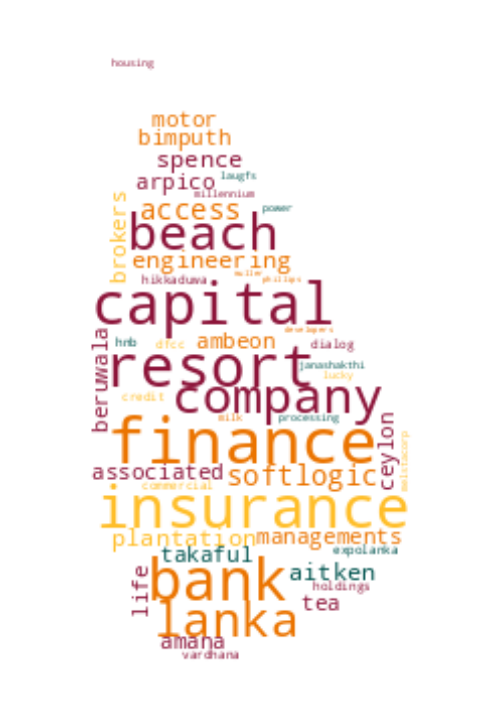 housing
motor
bimputh
spence
laugfs
arpico
millennium
brokers
access
power
beach
engineering
muller
hikkaduwa
phillips
capital
developers
beruwala
hnb
dfcc
ambeon
dialog
resort
janashakthi
lucky
company
credit
milk
processing
finance
ceylon
associated
softlogic
commercial
insurance
plantation
managements
takaful
expolanka
life
bank
aitken
holdings
tea
lanka
amana
vardhana